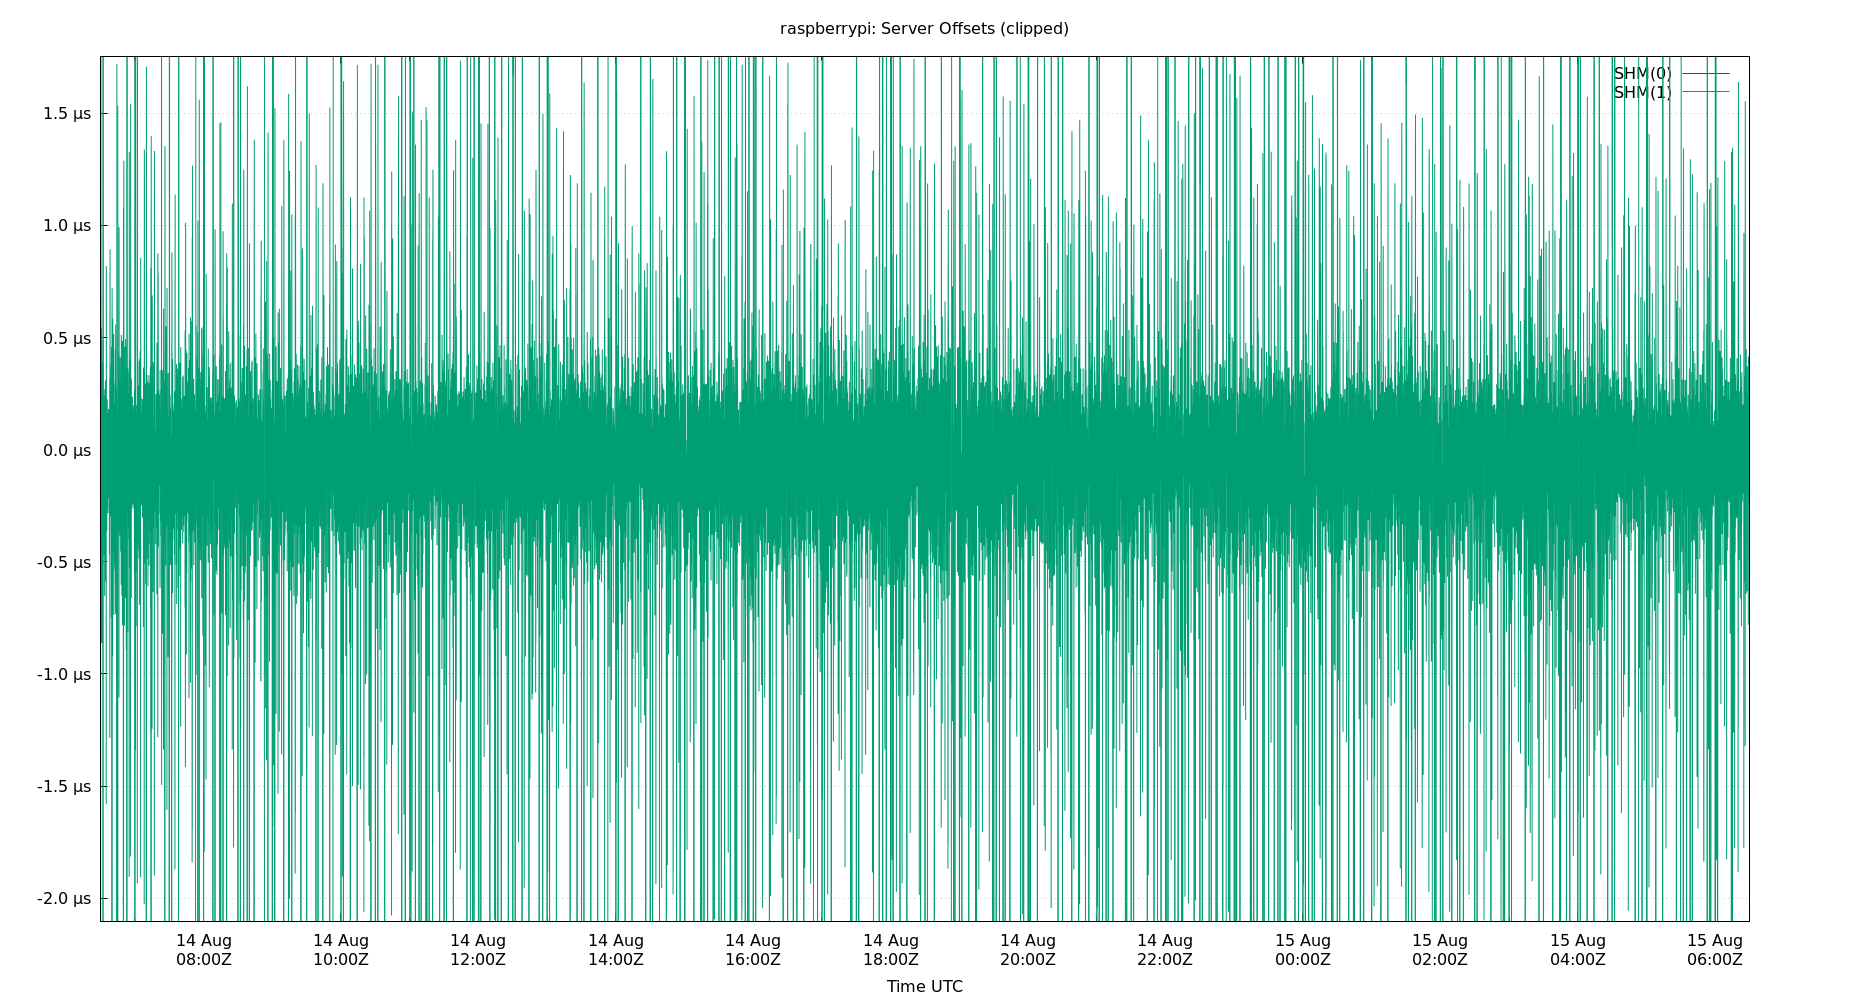 raspberrypi: Server Offsets (clipped)
SHM(0)
SHM(1)
1.5 µs
1.0 µs
0.5 µs
0.0 µs
-0.5 µs
-1.0 µs
-1.5 µs
-2.0 µs
14 Aug 14 Aug 14 Aug 14 Aug 14 Aug 14 Aug 14 Aug 14 Aug 15 Aug 15 Aug 15 Aug 15 Aug
08:00Z 10:00Z 12:00Z 14:00Z 16:00Z 18:00Z 20:00Z 22:00Z 00:00Z 02:00Z 04:00Z 06:00Z
Time UTC